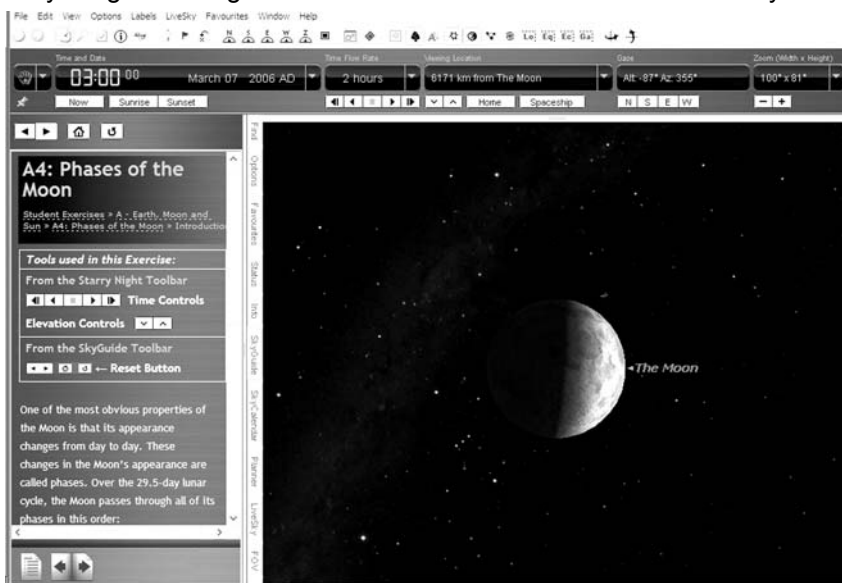 File Edit View Options Labels LiveSky Favourites Window Help
Lo Eq Ec Ga
Time and Date
Time Flow Rate
Viewing Location
Gaze
Zoom (Width x Height)
03:00 00 March 07 2006 AD
2 hours
6171 km from The Moon
Alt: -87° Az: 355°
100° x 81°
Now Sunrise Sunset
Home Spaceship
N S E W
Find
Options
Favourites
Status
Info
SkyGuide
SkyCalendar
Planner
LiveSky
FOV
A4: Phases of the
Moon
Student Exercises > A - Earth, Moon and
Sun > A4: Phases of the Moon > Introduction
Tools used in this Exercise:
From the Starry Night Toolbar
Time Controls
Elevation Controls
From the SkyGuide Toolbar
← Reset Button
One of the most obvious properties of
the Moon is that its appearance
changes from day to day. These
changes in the Moon's appearance are
called phases. Over the 29.5-day lunar
cycle, the Moon passes through all of its
phases in this order:
The Moon